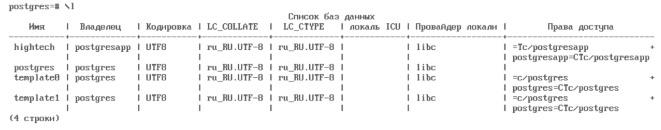 postgres=# \l
Список баз данных
Имя | Владелец | Кодировка | LC_COLLATE | LC_CTYPE | локаль ICU | Провайдер локали | Права доступа
hightech | postgresapp | UTF8 | ru_RU.UTF-8 | ru_RU.UTF-8 | | libc | =Tc/postgresapp +
| | | | | | | postgresapp=CTc/postgresapp
postgres | postgres | UTF8 | ru_RU.UTF-8 | ru_RU.UTF-8 | | libc |
template0 | postgres | UTF8 | ru_RU.UTF-8 | ru_RU.UTF-8 | | libc | =c/postgres +
| | | | | | | postgres=CTc/postgres
template1 | postgres | UTF8 | ru_RU.UTF-8 | ru_RU.UTF-8 | | libc | =c/postgres +
| | | | | | | postgres=CTc/postgres
(4 строки)